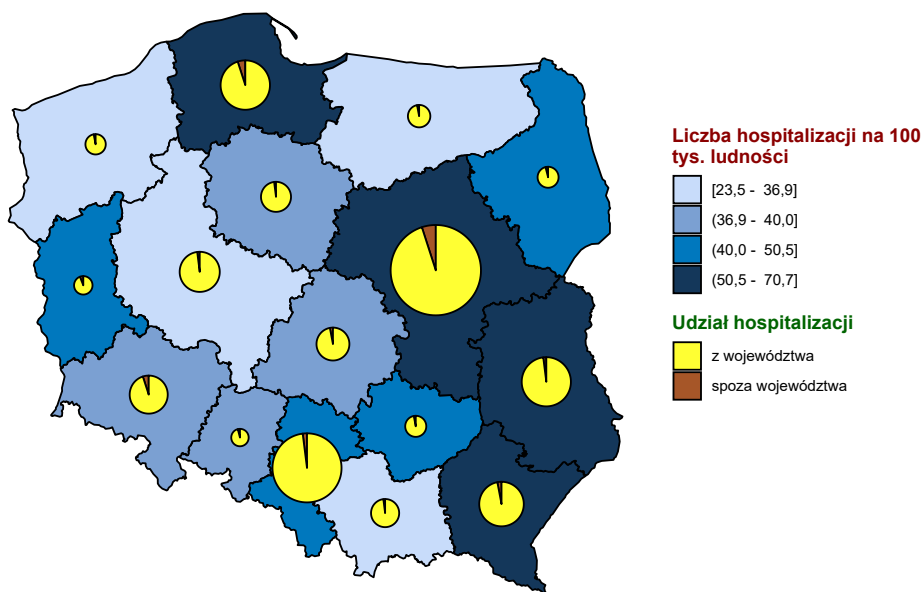 Liczba hospitalizacji na 100
tys. ludności
[23,5 - 36,9]
(36,9 - 40,0]
(40,0 - 50,5]
(50,5 - 70,7]
Udział hospitalizacji
z województwa
spoza województwa